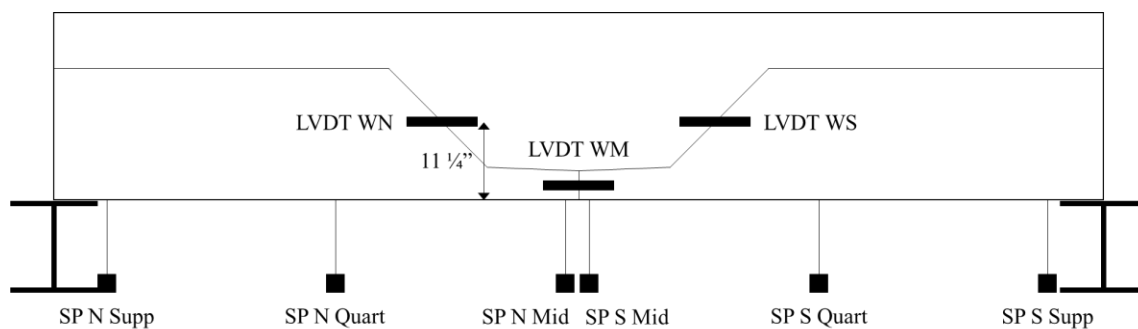 LVDT WN
LVDT WS
LVDT WM
11 ¼”
SP N Supp
SP N Quart
SP N Mid
SP S Mid
SP S Quart
SP S Supp